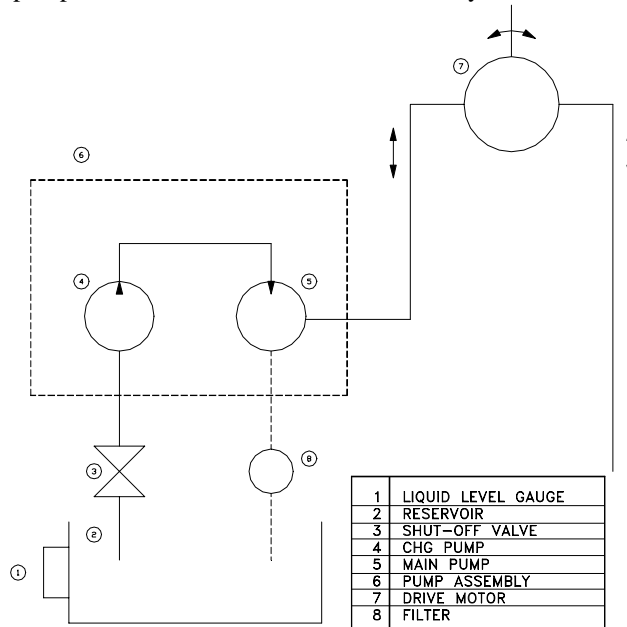 7
6
4
5
3
8
2
1
1 LIQUID LEVEL GAUGE
2 RESERVOIR
3 SHUT-OFF VALVE
4 CHG PUMP
5 MAIN PUMP
6 PUMP ASSEMBLY
7 DRIVE MOTOR
8 FILTER